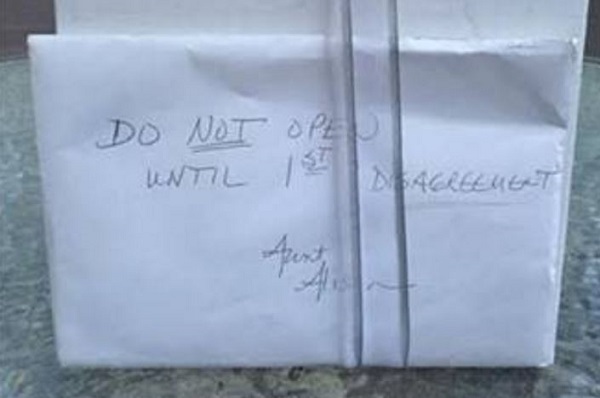 DO NOT OPEN
UNTIL 1ST DISAGREEMENT
Aunt